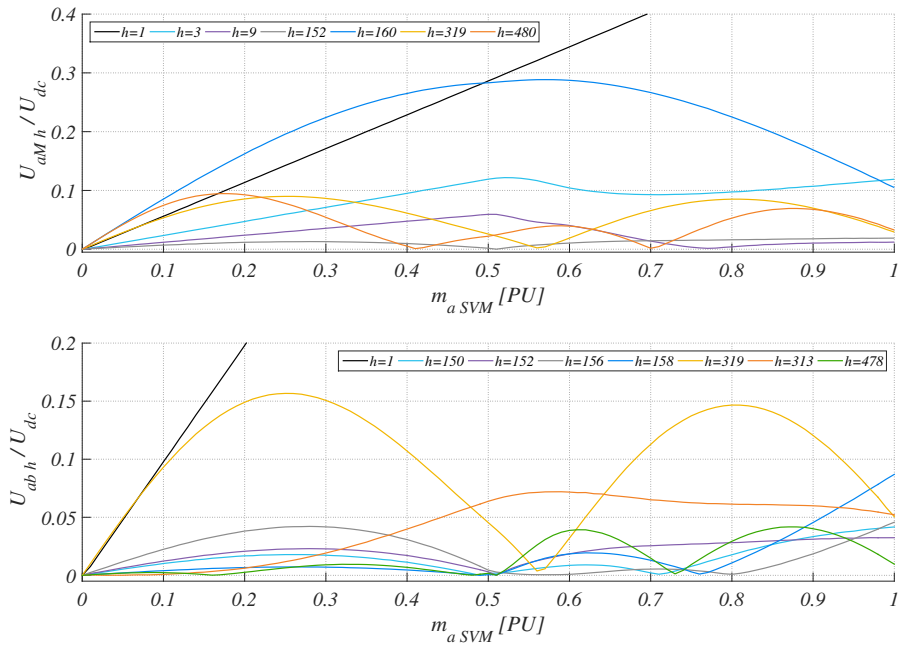 0.4
h=1 h=3 h=9 h=152 h=160 h=319 h=480
0.3
0.2
0.1
0
U_aM h / U_dc
0 0.1 0.2 0.3 0.4 0.5 0.6 0.7 0.8 0.9 1
m_a SVM [PU]
0.2
h=1 h=150 h=152 h=156 h=158 h=319 h=313 h=478
0.15
0.1
0.05
0
U_ab h / U_dc
0 0.1 0.2 0.3 0.4 0.5 0.6 0.7 0.8 0.9 1
m_a SVM [PU]